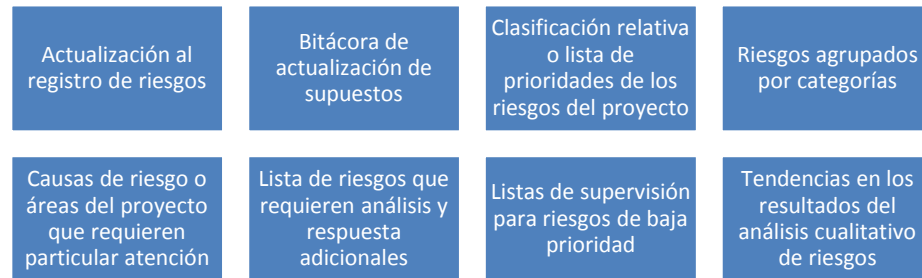 Actualización al
registro de riesgos
Bitácora de
actualización de
supuestos
Clasificación relativa
o lista de
prioridades de los
riesgos del proyecto
Riesgos agrupados
por categorías
Causas de riesgo o
áreas del proyecto
que requieren
particular atención
Lista de riesgos que
requieren análisis y
respuesta
adicionales
Listas de supervisión
para riesgos de baja
prioridad
Tendencias en los
resultados del
análisis cualitativo
de riesgos